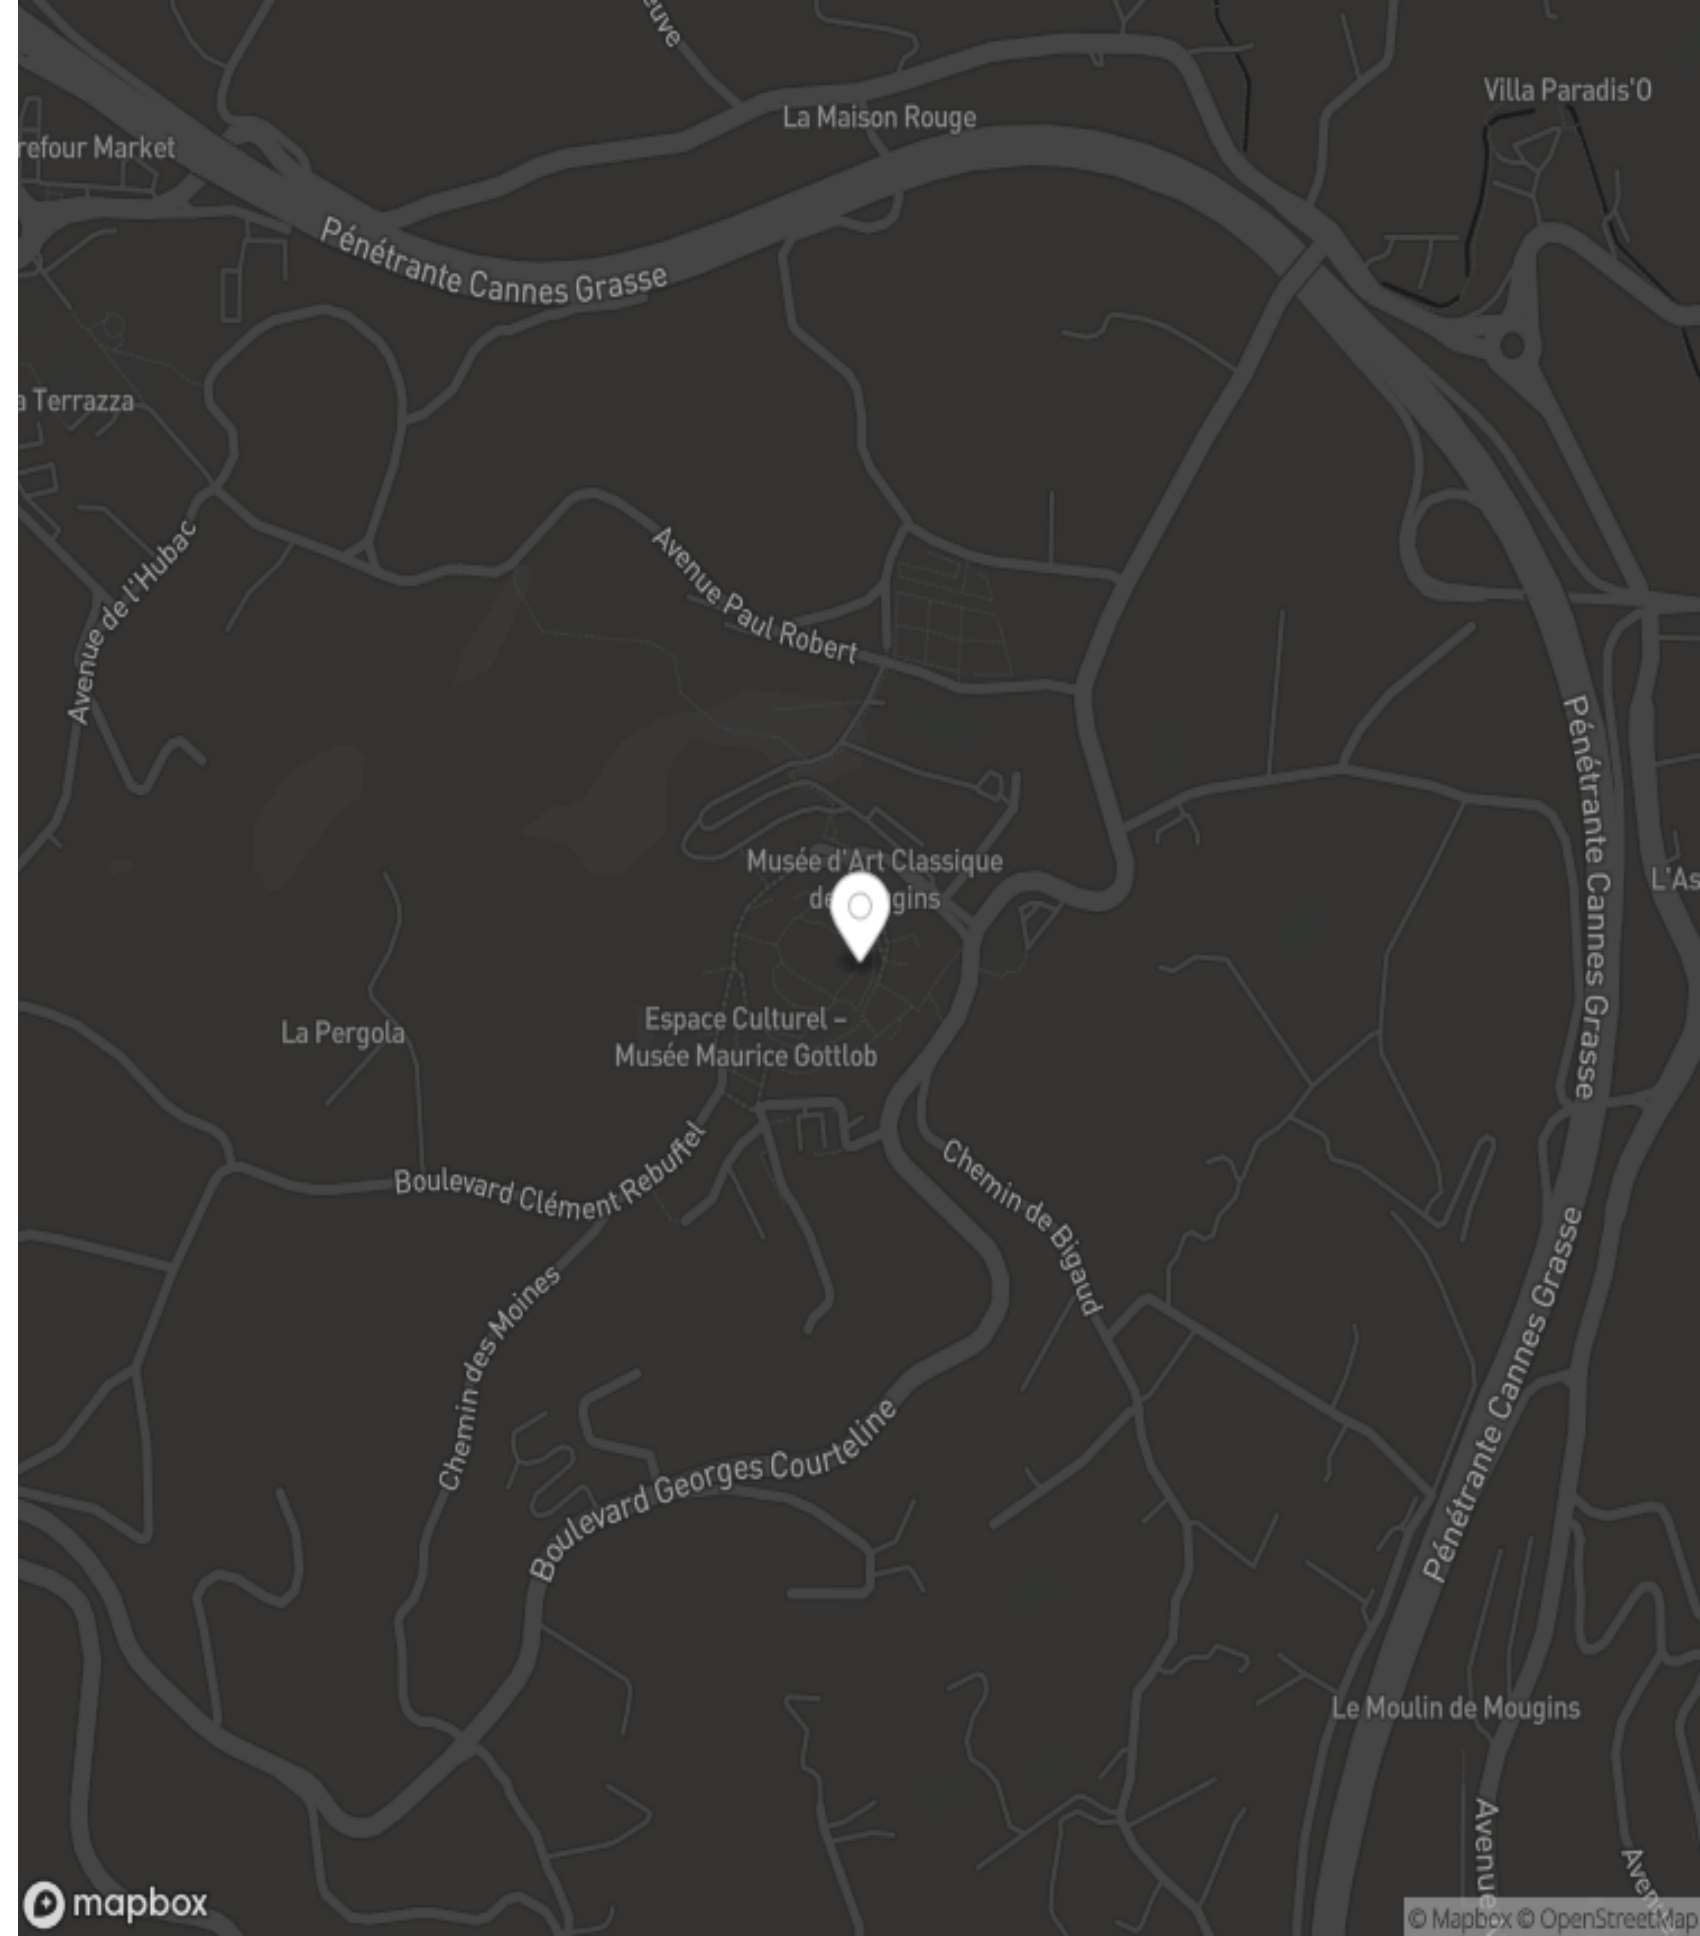 euve
Villa Paradis'O
La Maison Rouge
refour Market
Pénétrante Cannes Grasse
a Terrazza
Avenue de l'Hubac
Avenue Paul Robert
Pénétrante Cannes Grasse
Musée d'Art Classique
de gins
L'As
La Pergola
Espace Culturel –
Musée Maurice Gottlob
Boulevard Clément Rebuffel
Chemin de Bigaud
Chemin des Moines
Pénétrante Cannes Grasse
Boulevard Georges Courteline
Le Moulin de Mougins
Avenue
Aven
mapbox
© Mapbox © OpenStreetMap